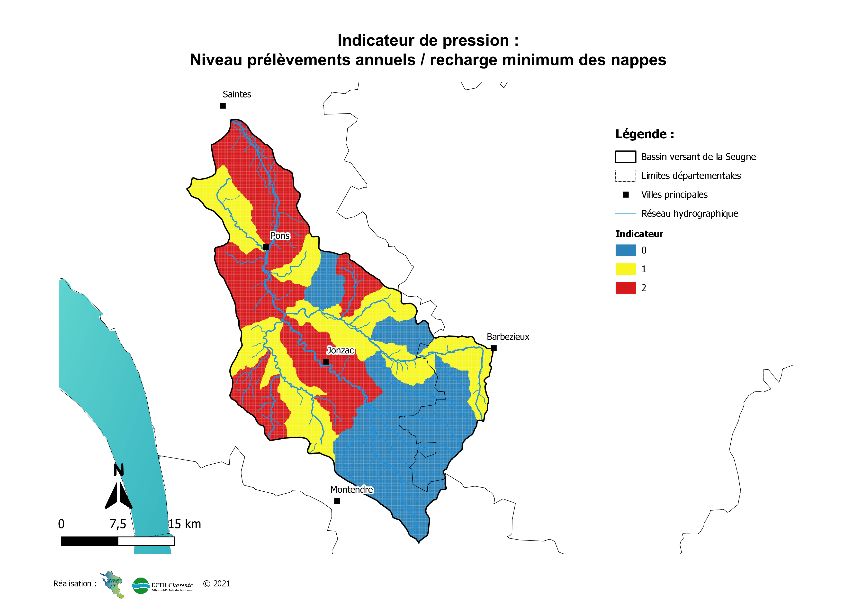 Indicateur de pression :
Niveau prélèvements annuels / recharge minimum des nappes
Saintes
Légende :
Bassin versant de la Seugne
Limites départementales
Villes principales
Réseau hydrographique
Indicateur
0
1
2
Pons
Barbezieux
Jonzac
Montendre
N
0 7,5 15 km
Réalisation :
© 2021